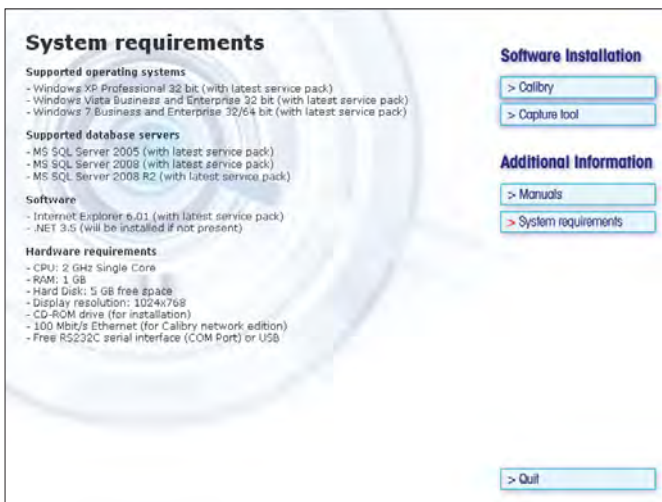 System requirements
Supported operating systems
- Windows XP Professional 32 bit (with latest service pack)
- Windows Vista Business and Enterprise 32 bit (with latest service pack)
- Windows 7 Business and Enterprise 32/64 bit (with latest service pack)
Supported database servers
- MS SQL Server 2005 (with latest service pack)
- MS SQL Server 2008 (with latest service pack)
- MS SQL Server 2008 R2 (with latest service pack)
Software
- Internet Explorer 6.01 (with latest service pack)
- .NET 3.5 (will be installed if not present)
Hardware requirements
- CPU: 2 GHz Single Core
- RAM: 1 GB
- Hard Disk: 5 GB free space
- Display resolution: 1024x768
- CD-ROM drive (for installation)
- 100 Mbit/s Ethernet (for Calibry network edition)
- Free RS232C serial interface (COM Port) or USB
Software Installation
> Calibry
> Capture tool
Additional Information
> Manuals
> System requirements
> Quit